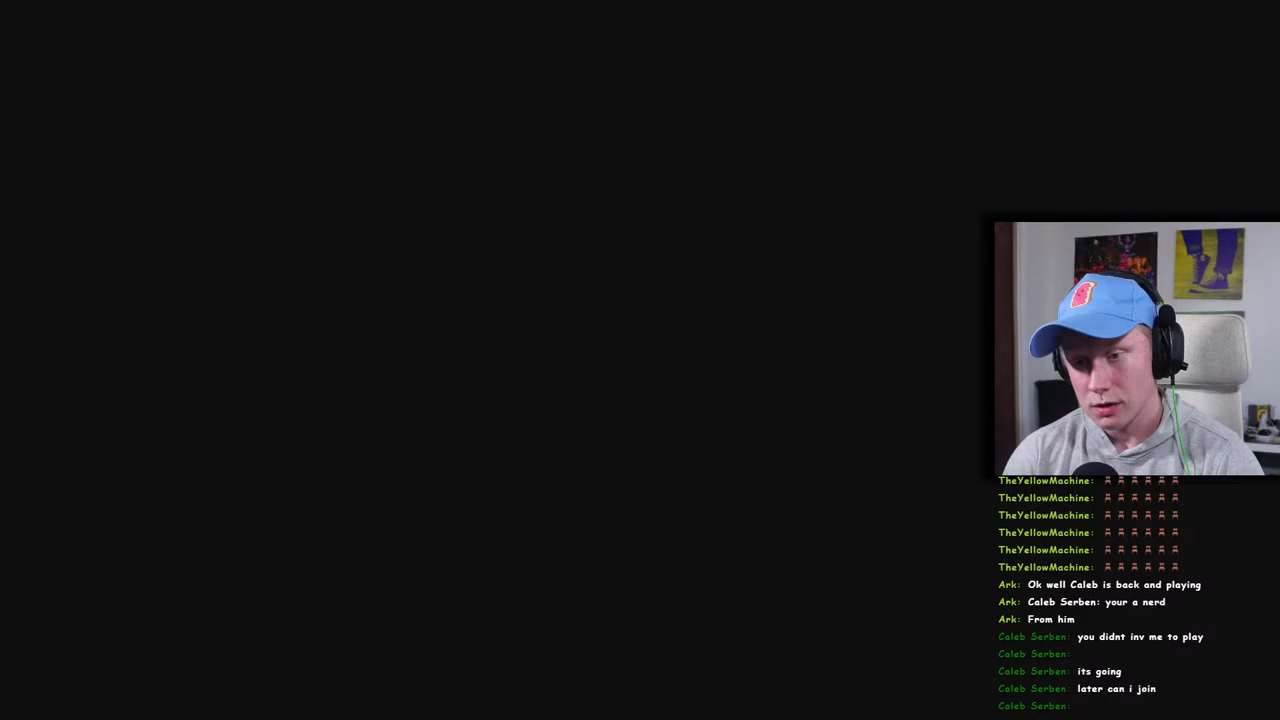 TheYellowMachine:
TheYellowMachine:
TheYellowMachine:
TheYellowMachine:
TheYellowMachine:
TheYellowMachine:
Ark: Ok well Caleb is back and playing
Ark: Caleb Serben: your a nerd
Ark: From him
Caleb Serben: you didnt inv me to play
Caleb Serben:
Caleb Serben: its going
Caleb Serben: later can i join
Caleb Serben: